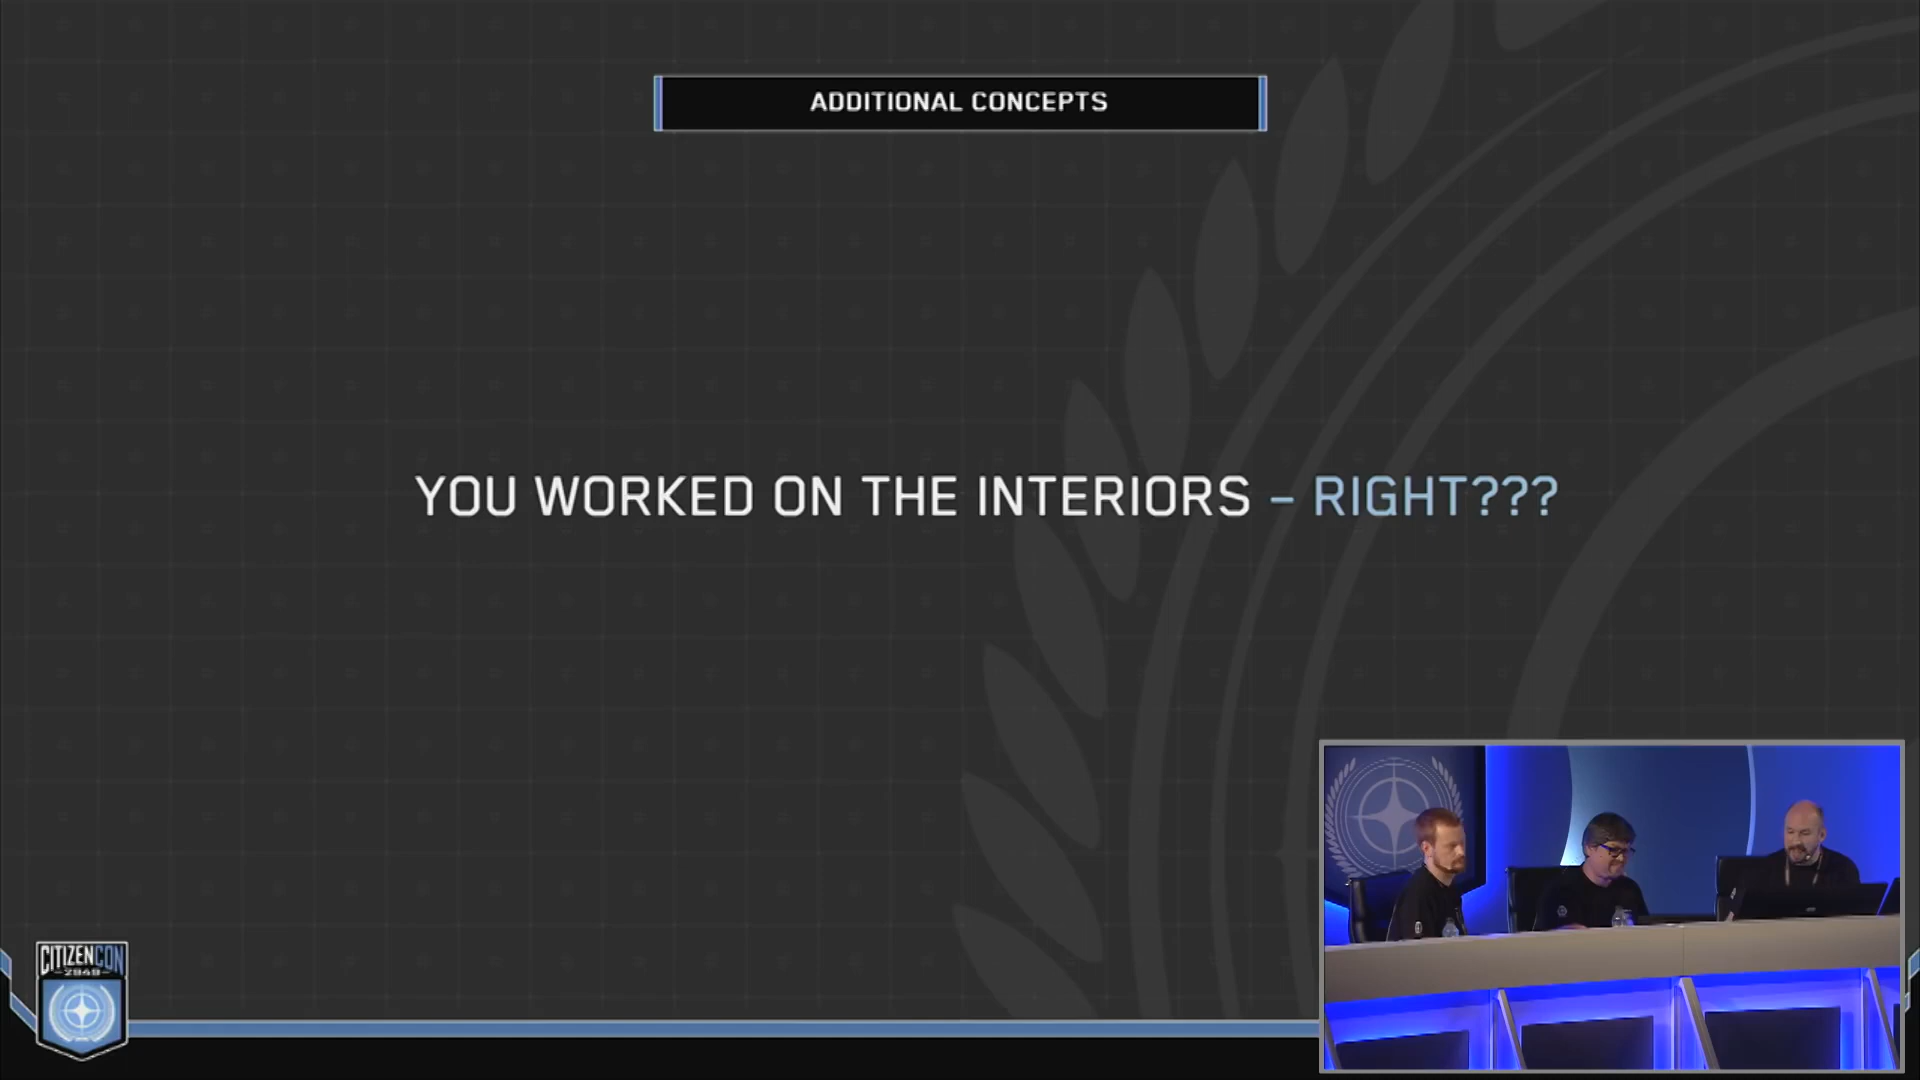 ADDITIONAL CONCEPTS
YOU WORKED ON THE INTERIORS – RIGHT???
CITIZENCON
2949